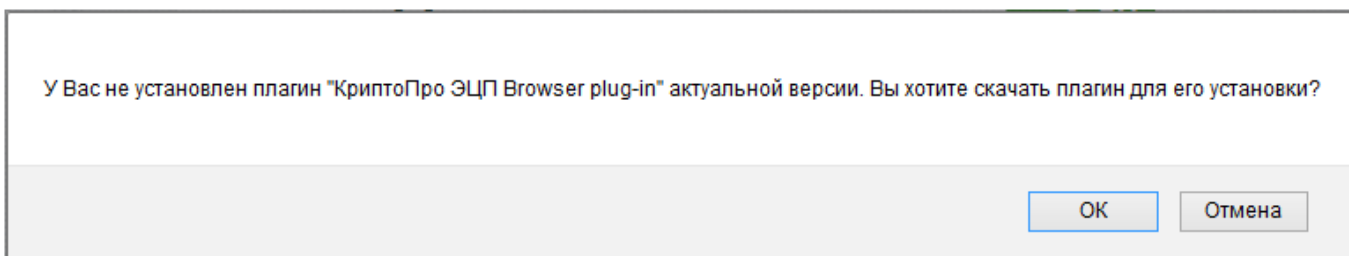 У Вас не установлен плагин "КриптоПро ЭЦП Browser plug-in" актуальной версии. Вы хотите скачать плагин для его установки?
ОК
Отмена